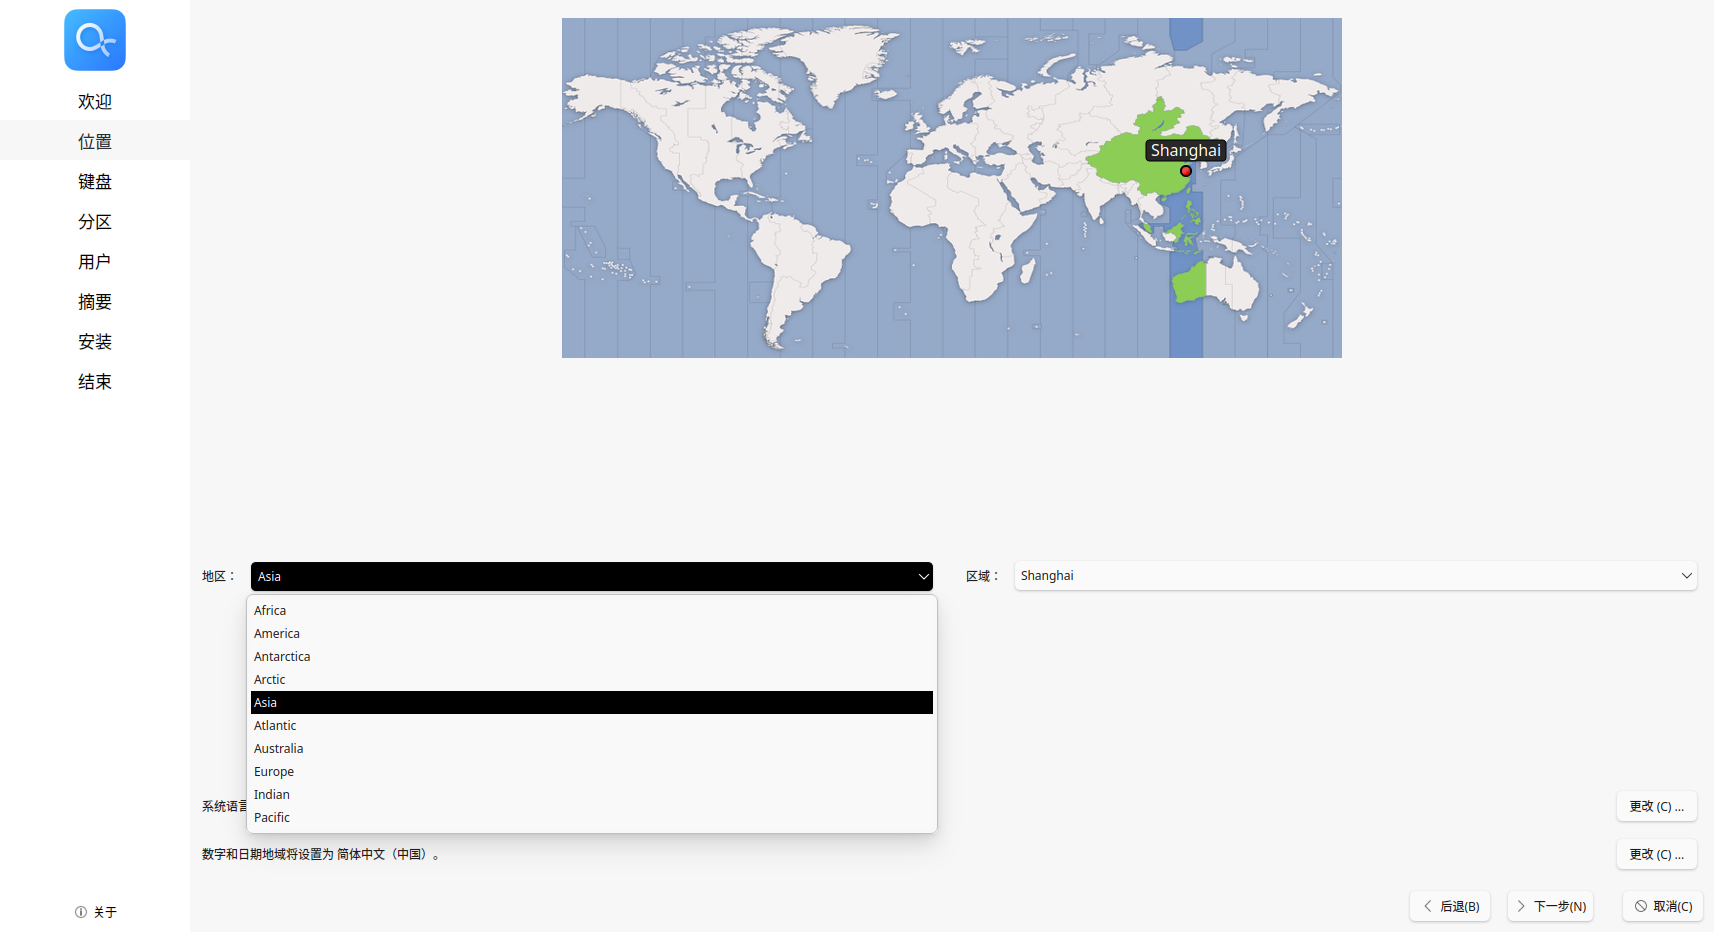 欢迎
位置
键盘
分区
用户
摘要
安装
结束
关于
Shanghai
地区：
Asia
区域：
Shanghai
Africa
America
Antarctica
Arctic
Asia
Atlantic
Australia
Europe
Indian
Pacific
系统语言
更改 (C) ...
数字和日期地域将设置为 简体中文（中国）。
更改 (C) ...
后退(B)
下一步(N)
取消(C)